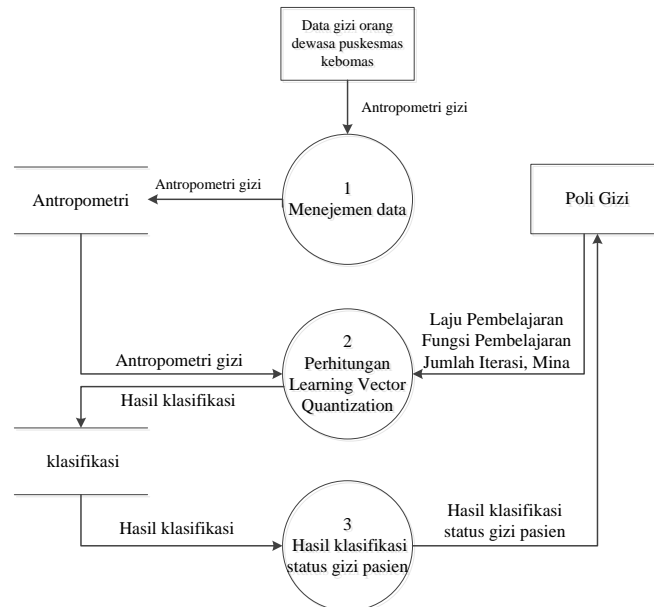 Data gizi orang
dewasa puskesmas
kebomas
Antropometri gizi
Antropometri
Antropometri gizi
1
Menejemen data
Poli Gizi
Laju Pembelajaran
Fungsi Pembelajaran
Jumlah Iterasi, Mina
2
Perhitungan
Learning Vector
Quantization
Antropometri gizi
Hasil klasifikasi
klasifikasi
Hasil klasifikasi
3
Hasil klasifikasi
status gizi pasien
Hasil klasifikasi
status gizi pasien